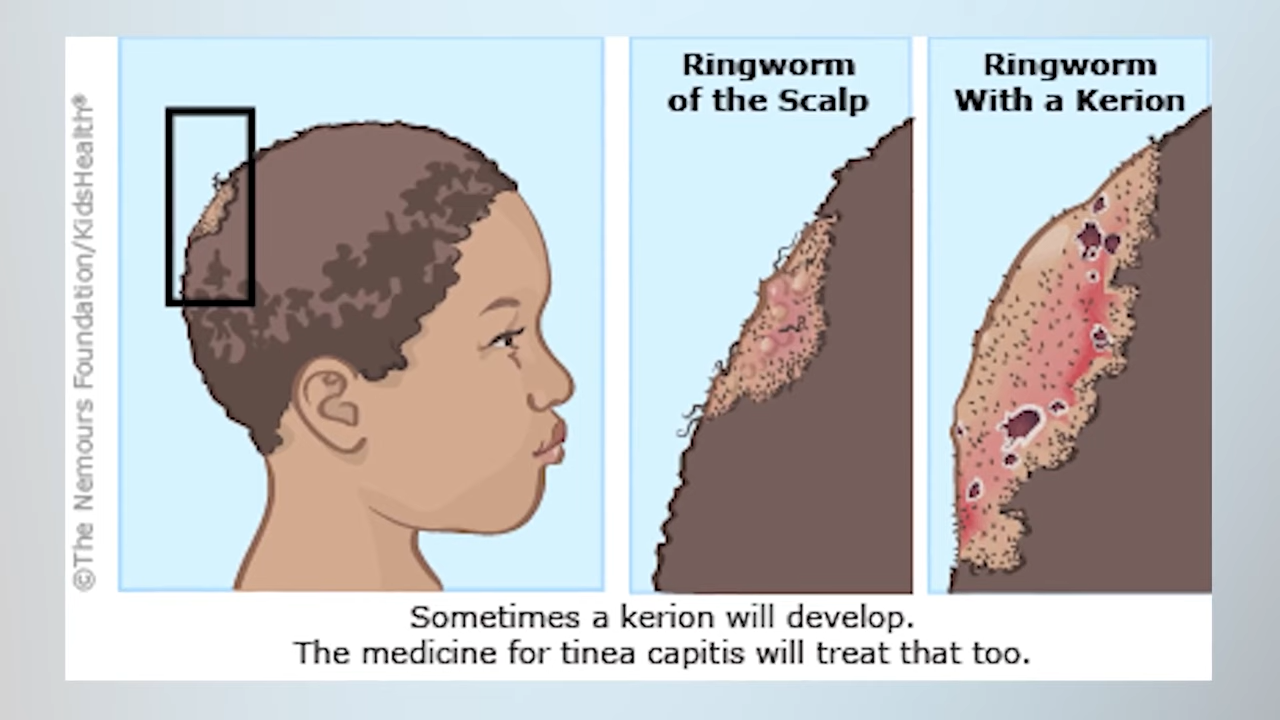 ©The Nemours Foundation/KidsHealth®
Ringworm
of the Scalp
Ringworm
With a Kerion
Sometimes a kerion will develop.
The medicine for tinea capitis will treat that too.